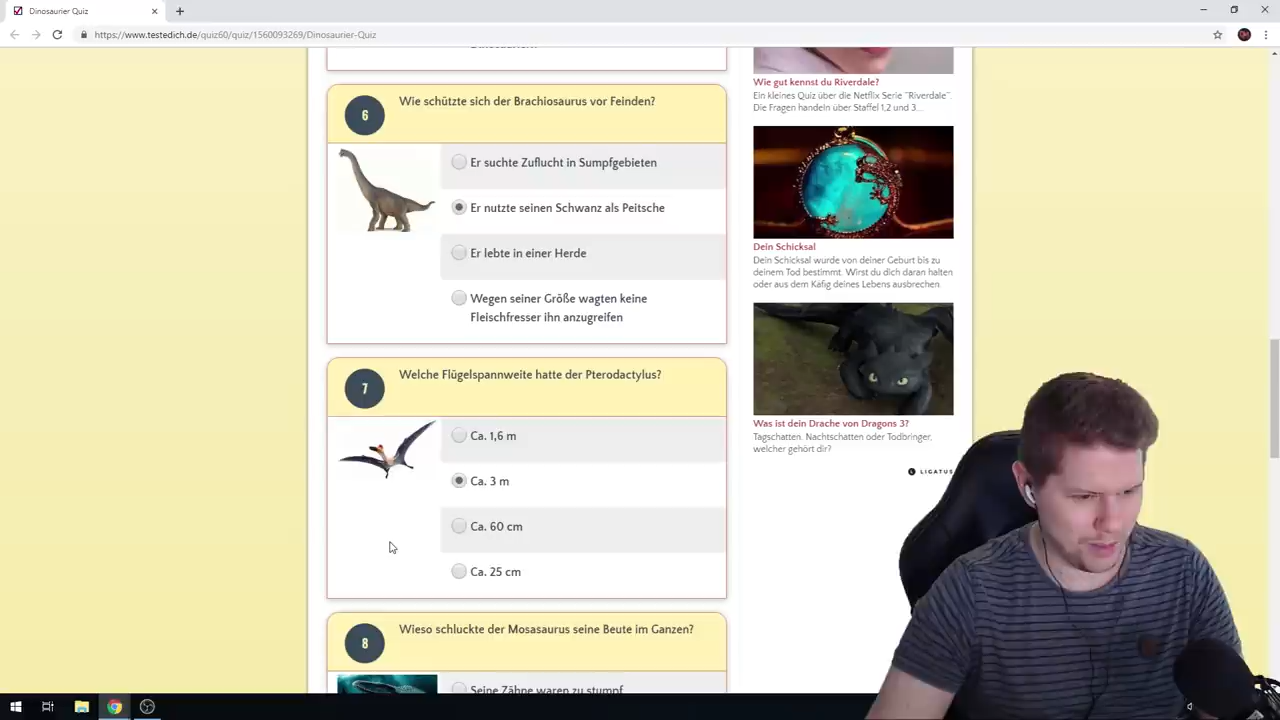 Dinosaurier Quiz
https://www.testedich.de/quiz60/quiz/1560093269/Dinosaurier-Quiz
6
Wie schützte sich der Brachiosaurus vor Feinden?
Er suchte Zuflucht in Sumpfgebieten
Er nutzte seinen Schwanz als Peitsche
Er lebte in einer Herde
Wegen seiner Größe wagten keine
Fleischfresser ihn anzugreifen
7
Welche Flügelspannweite hatte der Pterodactylus?
Ca. 1,6 m
Ca. 3 m
Ca. 60 cm
Ca. 25 cm
8
Wieso schluckte der Mosasaurus seine Beute im Ganzen?
Seine Zähne waren zu stumpf
Wie gut kennst du Riverdale?
Ein kleines Quiz über die Netflix Serie "Riverdale".
Die Fragen handeln über Staffel 1,2 und 3...
Dein Schicksal
Dein Schicksal wurde von deiner Geburt bis zu
deinem Tod bestimmt. Wirst du dich daran halten
oder aus dem Käfig deines Lebens ausbrechen
Was ist dein Drache von Dragons 3?
Tagschatten, Nachtschatten oder Todbringer,
welcher gehört dir?
LIGATUS